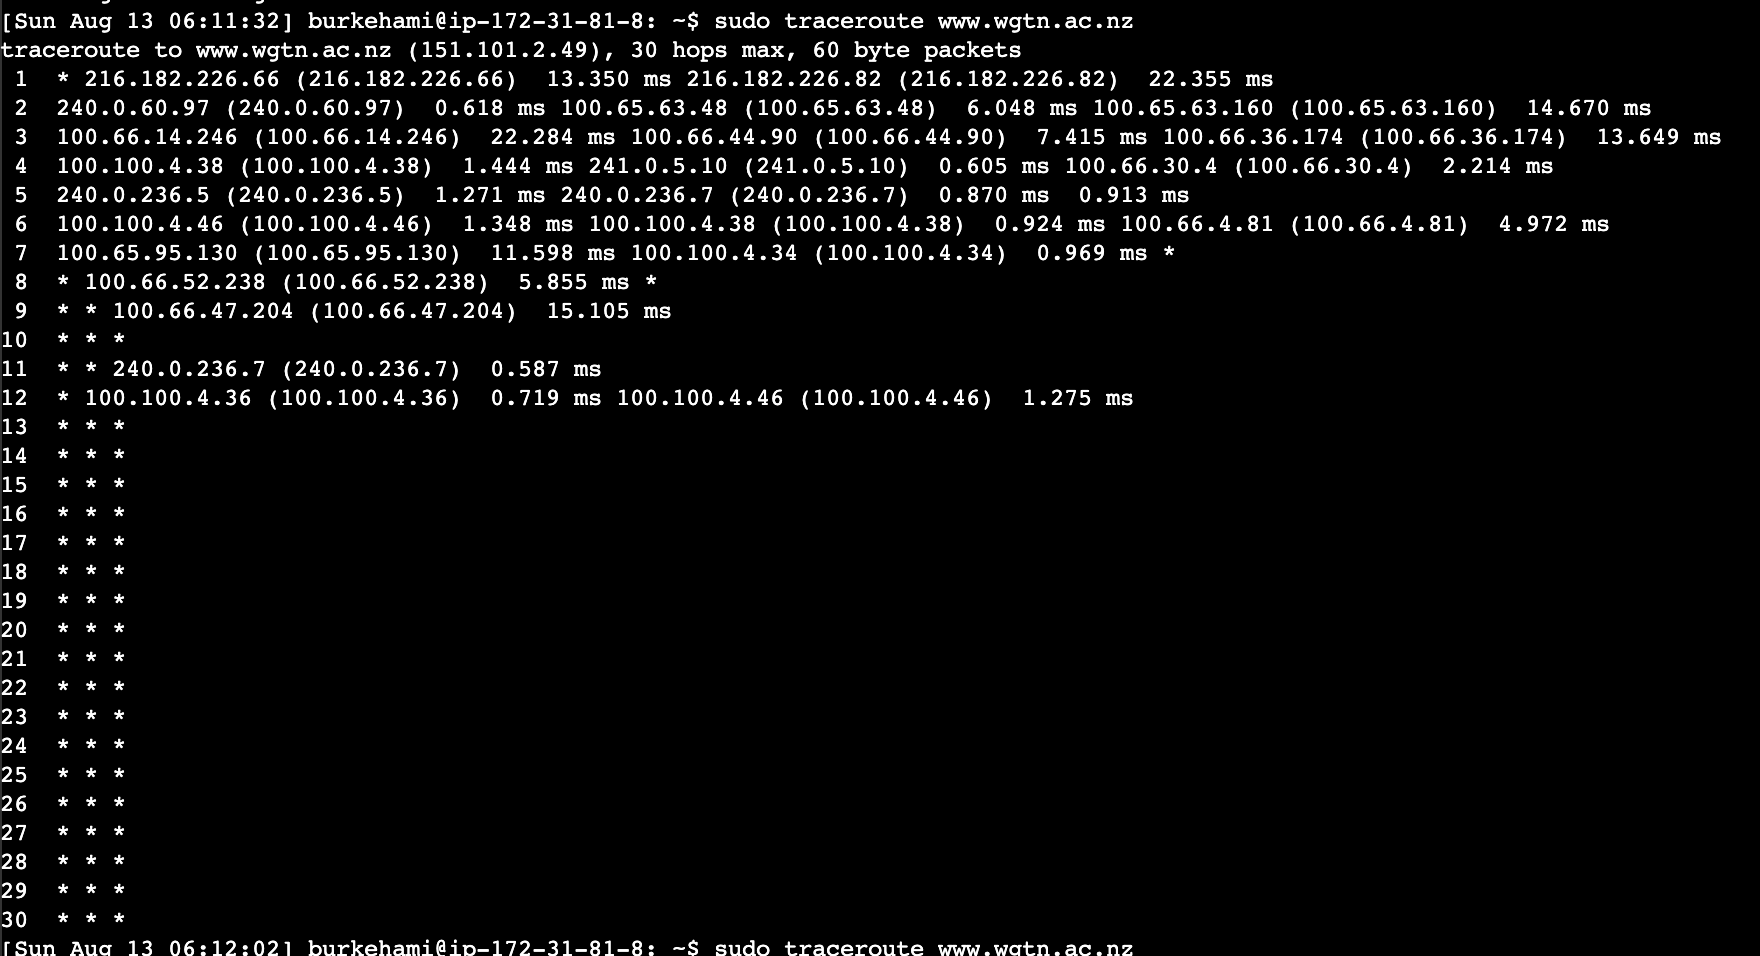 [Sun Aug 13 06:11:32] burkehami@ip-172-31-81-8: ~$ sudo traceroute www.wgtn.ac.nz
traceroute to www.wgtn.ac.nz (151.101.2.49), 30 hops max, 60 byte packets
 1  * 216.182.226.66 (216.182.226.66)  13.350 ms 216.182.226.82 (216.182.226.82)  22.355 ms
 2  240.0.60.97 (240.0.60.97)  0.618 ms 100.65.63.48 (100.65.63.48)  6.048 ms 100.65.63.160 (100.65.63.160)  14.670 ms
 3  100.66.14.246 (100.66.14.246)  22.284 ms 100.66.44.90 (100.66.44.90)  7.415 ms 100.66.36.174 (100.66.36.174)  13.649 ms
 4  100.100.4.38 (100.100.4.38)  1.444 ms 241.0.5.10 (241.0.5.10)  0.605 ms 100.66.30.4 (100.66.30.4)  2.214 ms
 5  240.0.236.5 (240.0.236.5)  1.271 ms 240.0.236.7 (240.0.236.7)  0.870 ms  0.913 ms
 6  100.100.4.46 (100.100.4.46)  1.348 ms 100.100.4.38 (100.100.4.38)  0.924 ms 100.66.4.81 (100.66.4.81)  4.972 ms
 7  100.65.95.130 (100.65.95.130)  11.598 ms 100.100.4.34 (100.100.4.34)  0.969 ms *
 8  * 100.66.52.238 (100.66.52.238)  5.855 ms *
 9  * * 100.66.47.204 (100.66.47.204)  15.105 ms
10  * * *
11  * * 240.0.236.7 (240.0.236.7)  0.587 ms
12  * 100.100.4.36 (100.100.4.36)  0.719 ms 100.100.4.46 (100.100.4.46)  1.275 ms
13  * * *
14  * * *
15  * * *
16  * * *
17  * * *
18  * * *
19  * * *
20  * * *
21  * * *
22  * * *
23  * * *
24  * * *
25  * * *
26  * * *
27  * * *
28  * * *
29  * * *
30  * * *
[Sun Aug 13 06:12:02] burkehami@ip-172-31-81-8: ~$ sudo traceroute www.wgtn.ac.nz